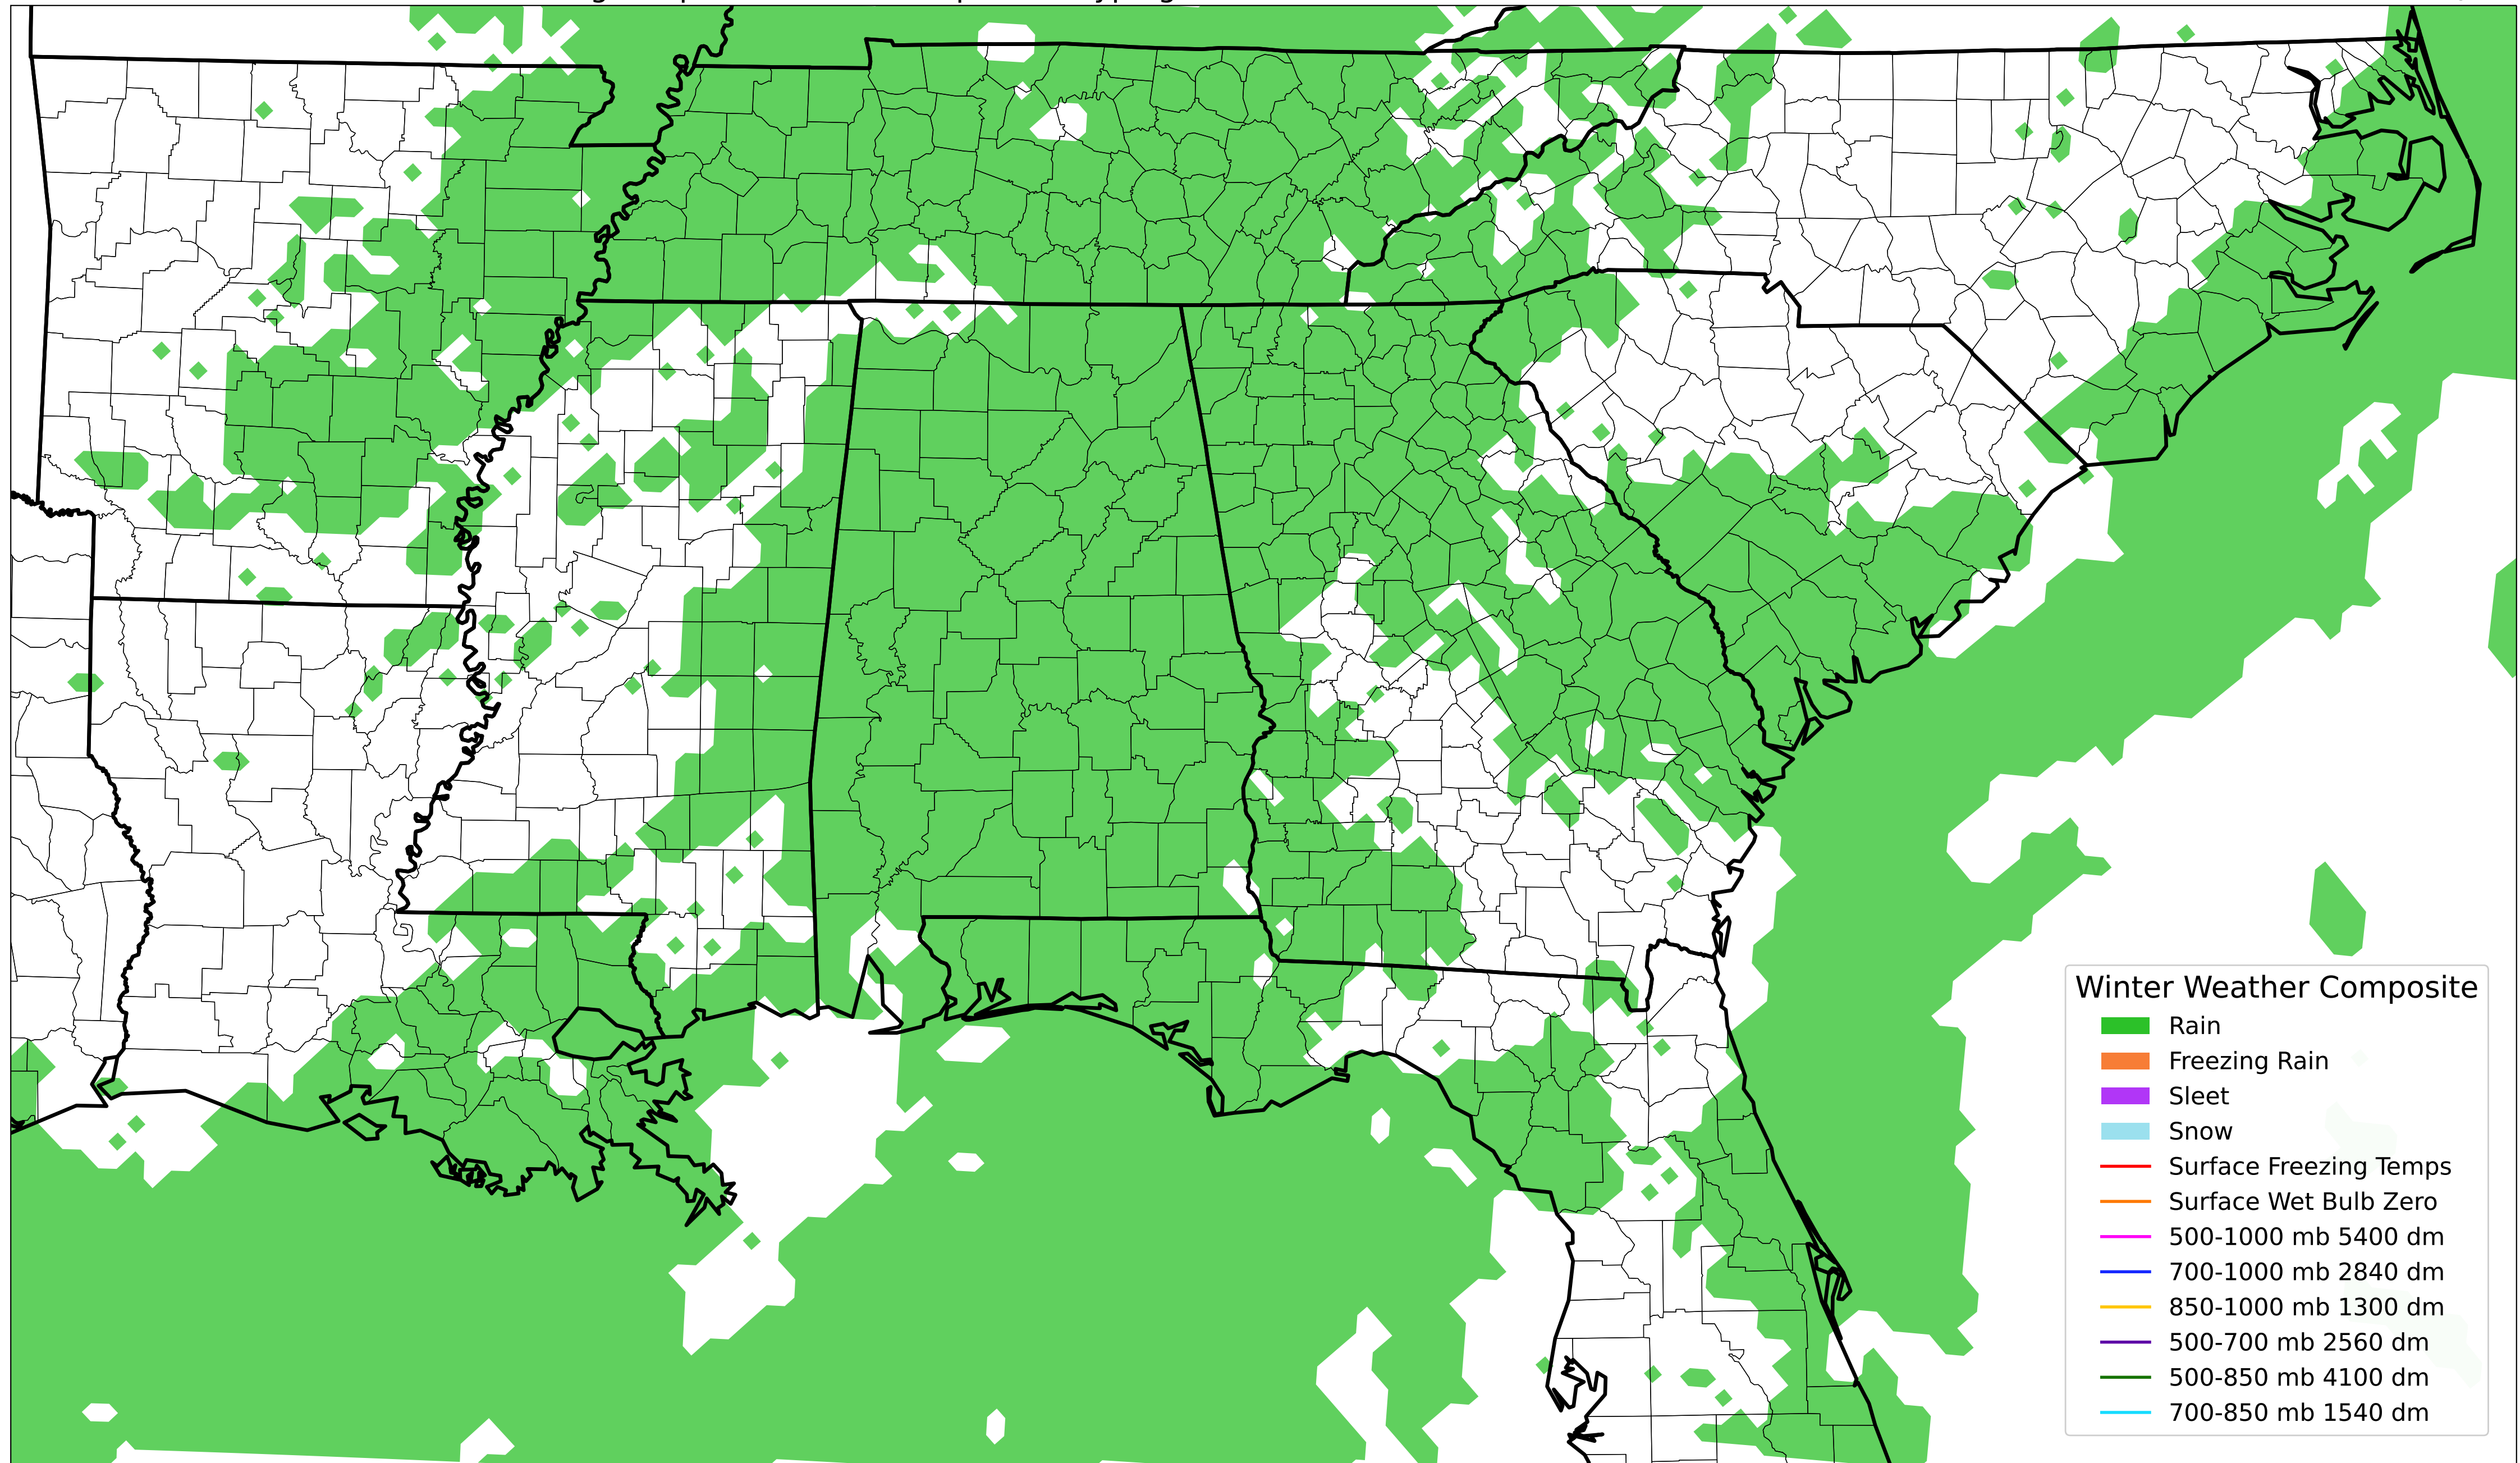 Winter Weather Composite
Rain
Freezing Rain
Sleet
Snow
Surface Freezing Temps
Surface Wet Bulb Zero
500-1000 mb 5400 dm
700-1000 mb 2840 dm
850-1000 mb 1300 dm
500-700 mb 2560 dm
500-850 mb 4100 dm
700-850 mb 1540 dm